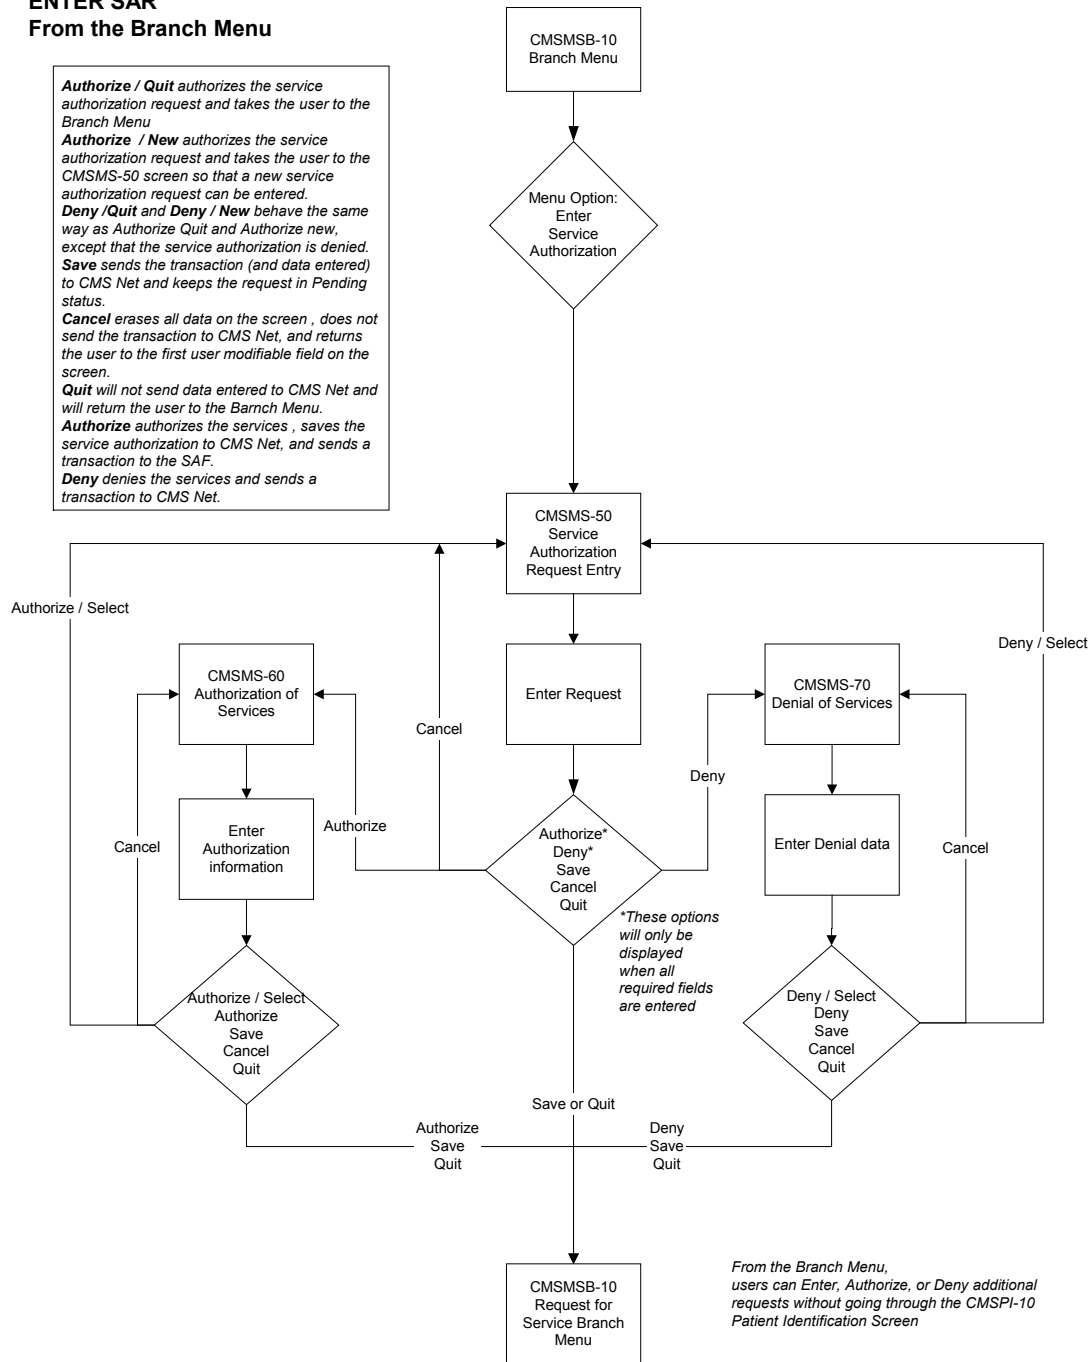 ENTER SAR
From the Branch Menu
CMSMSB-10
Branch Menu
Authorize / Quit authorizes the service
authorization request and takes the user to the
Branch Menu
Authorize / New authorizes the service
authorization request and takes the user to the
CMSMS-50 screen so that a new service
authorization request can be entered.
Deny /Quit and Deny / New behave the same
way as Authorize Quit and Authorize new,
except that the service authorization is denied.
Save sends the transaction (and data entered)
to CMS Net and keeps the request in Pending
status.
Cancel erases all data on the screen , does not
send the transaction to CMS Net, and returns
the user to the first user modifiable field on the
screen.
Quit will not send data entered to CMS Net and
will return the user to the Barnch Menu.
Authorize authorizes the services , saves the
service authorization to CMS Net, and sends a
transaction to the SAF.
Deny denies the services and sends a
transaction to CMS Net.
Menu Option:
Enter
Service
Authorization
CMSMS-50
Service
Authorization
Request Entry
Authorize / Select
Deny / Select
CMSMS-60
Authorization of
Services
Enter Request
CMSMS-70
Denial of Services
Cancel
Deny
Cancel
Enter
Authorization
information
Authorize
Authorize*
Deny*
Save
Cancel
Quit
Enter Denial data
Cancel
*These options
will only be
displayed
when all
required fields
are entered
Authorize / Select
Authorize
Save
Cancel
Quit
Deny / Select
Deny
Save
Cancel
Quit
Save or Quit
Authorize
Save
Quit
Deny
Save
Quit
CMSMSB-10
Request for
Service Branch
Menu
From the Branch Menu,
users can Enter, Authorize, or Deny additional
requests without going through the CMSPI-10
Patient Identification Screen